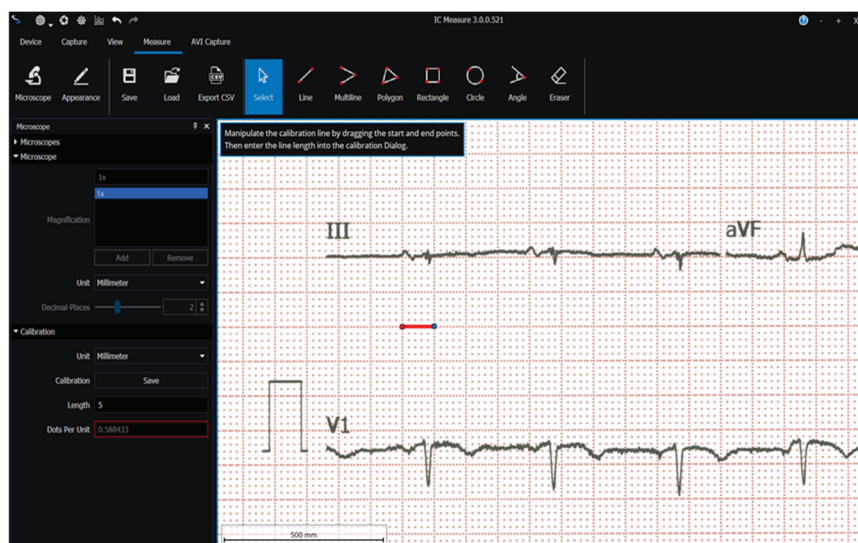 IC Measure 3.0.0.521
Device Capture View Measure AVI Capture
Microscope Appearance Save Load Export CSV Select Line Multiline Polygon Rectangle Circle Angle Eraser
Microscope
Manipulate the calibration line by dragging the start and end points.
Then enter the line length into the calibration Dialog.
Microscopes
Microscope
1x
1x
Magnification
Add Remove
Unit Millimeter
Decimal-Places 2
Calibration
Unit Millimeter
Calibration Save
Length 5
Dots Per Unit 0.588433
III
aVF
V1
500 mm